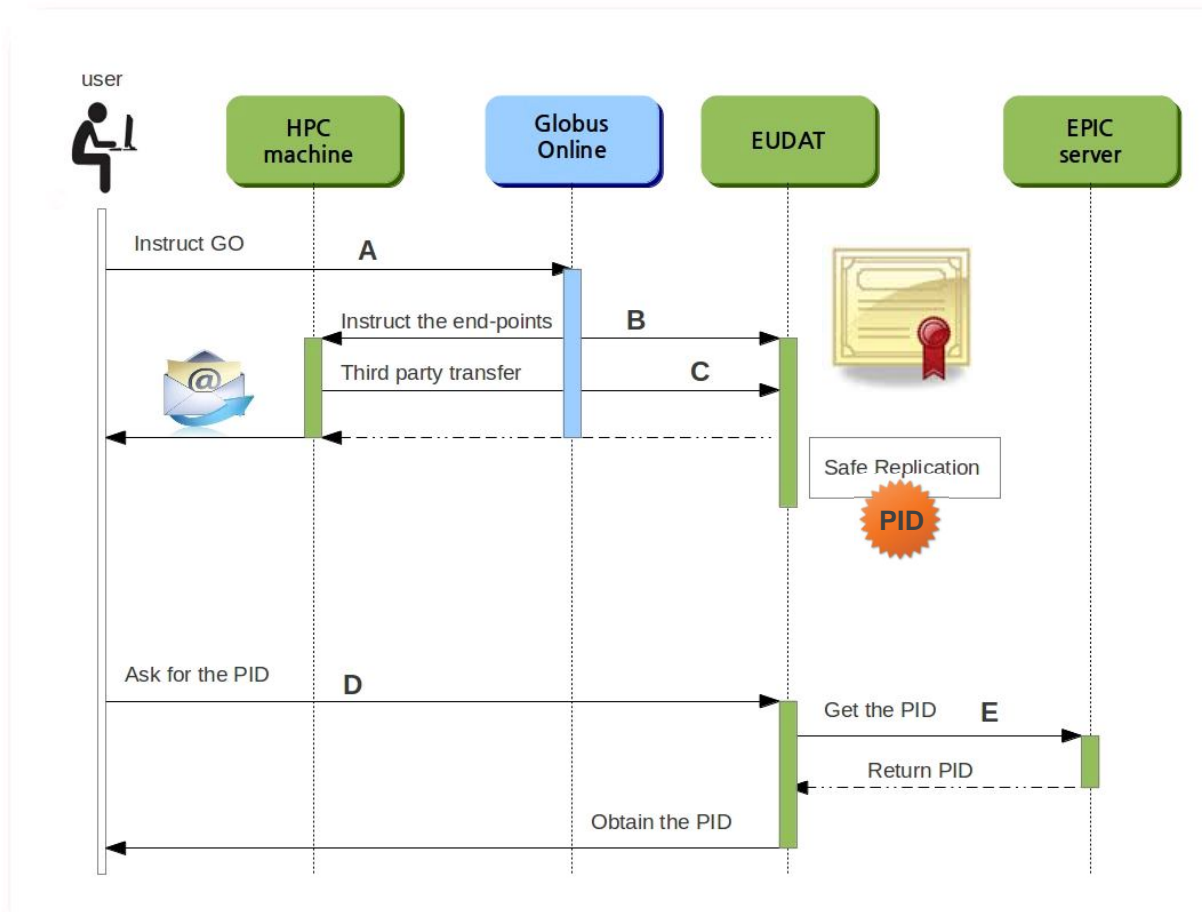 user
HPC
machine
Globus
Online
EUDAT
EPIC
server
Instruct GO
A
Instruct the end-points
B
Third party transfer
C
@
Safe Replication
PID
Ask for the PID
D
Get the PID
E
Return PID
Obtain the PID